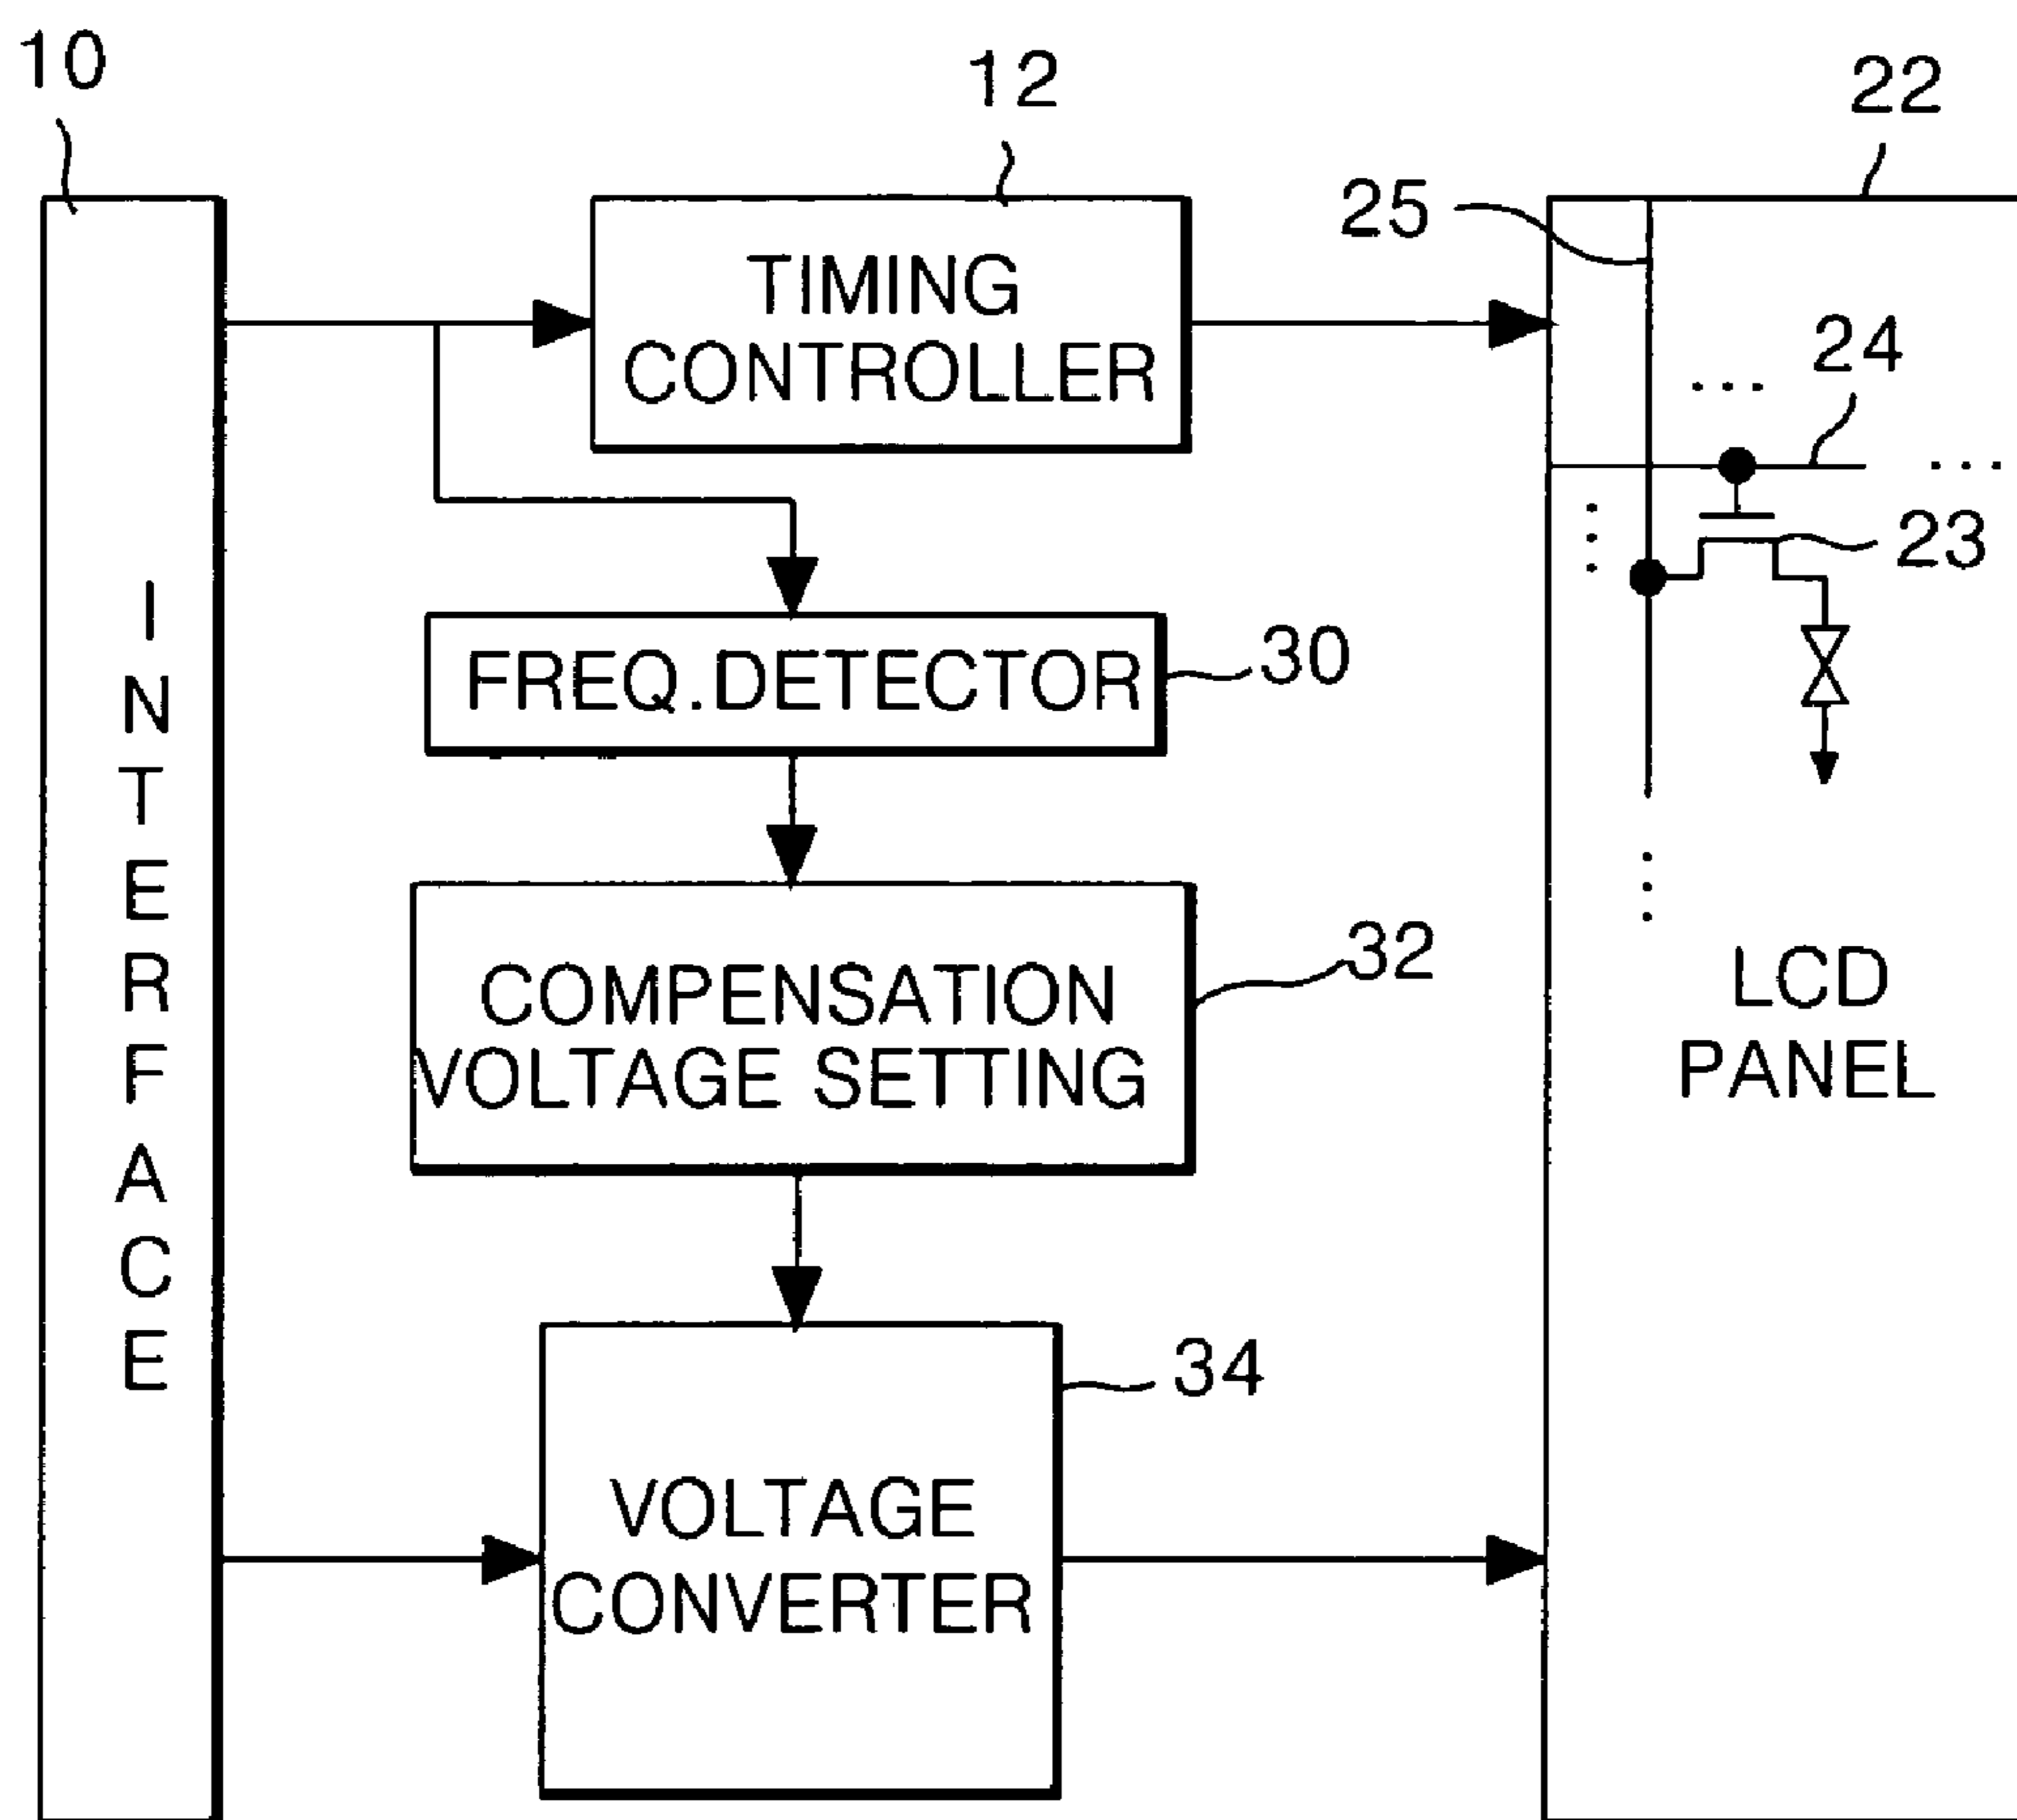 10
12
22
25
TIMING
CONTROLLER
24
23
FREQ.DETECTOR
30
INTERFACE
COMPENSATION
VOLTAGE SETTING
32
LCD
PANEL
34
VOLTAGE
CONVERTER